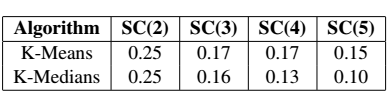 Algorithm SC(2) SC(3) SC(4) SC(5)
K-Means 0.25 0.17 0.17 0.15
K-Medians 0.25 0.16 0.13 0.10